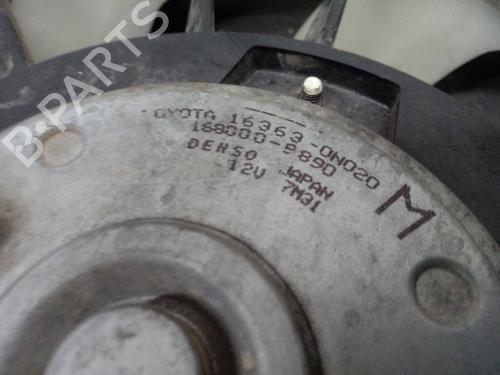 B-PARTS
TOYOTA 16363-0N020
168000-9890
DENSO JAPAN
12V 7M31
M